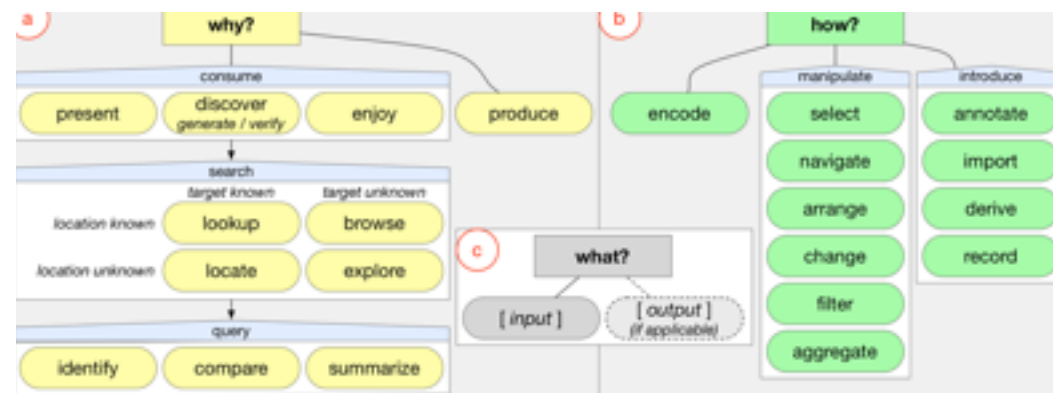 a
why?
consume
present
discover
generate / verify
enjoy
produce
search
target known
target unknown
location known
lookup
browse
location unknown
locate
explore
query
identify
compare
summarize
b
how?
encode
manipulate
select
navigate
arrange
change
filter
aggregate
introduce
annotate
import
derive
record
c
what?
[ input ]
[ output ]
(if applicable)